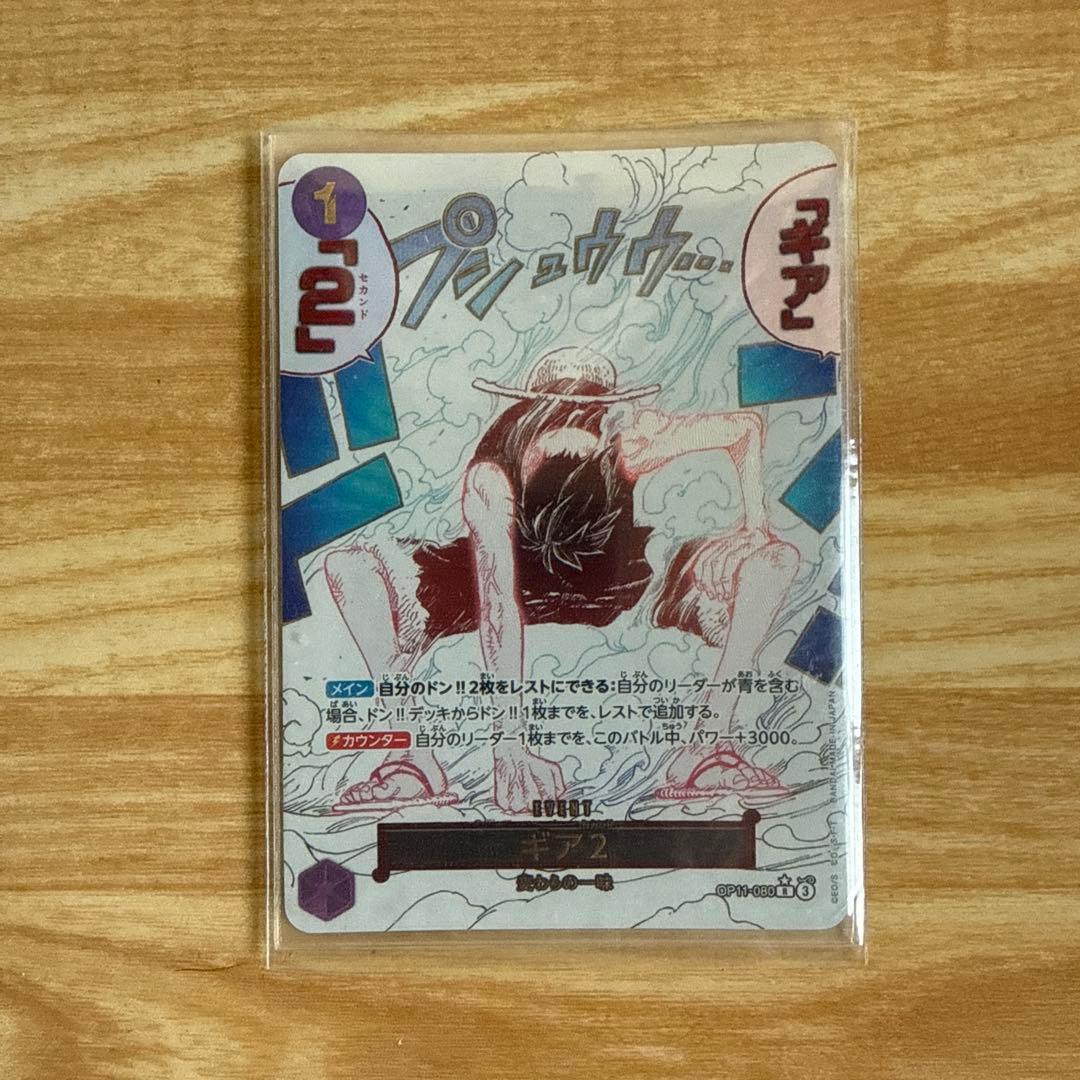 1
「ギア」
「2」
セカンド
プシュウウ...
メイン 自分のドン!!2枚をレストにできる:自分のリーダーが青を含む
場合、ドン!!デッキからドン!!1枚までを、レストで追加する。
カウンター 自分のリーダー1枚までを、このバトル中、パワー+3000。
EVENT
ギア2
麦わらの一味
OP11-080 R 3
BANDAI MADE IN JAPAN